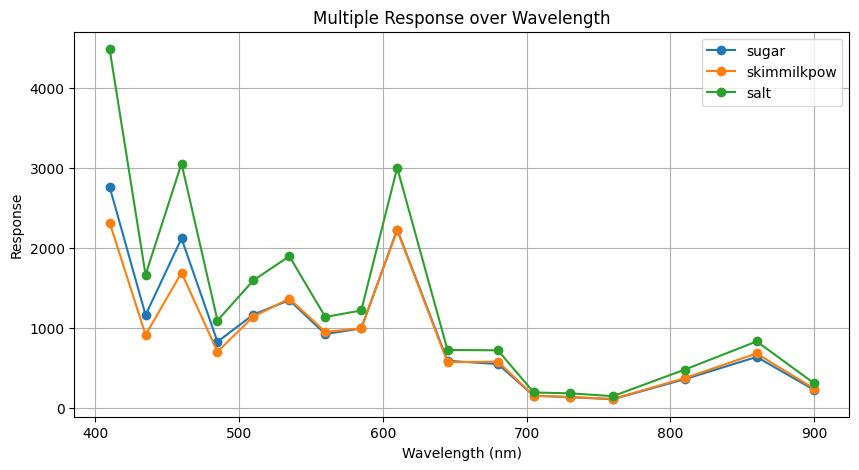 Multiple Response over Wavelength
sugar
skimmilkpow
salt
Response
4000
3000
2000
1000
0
400
500
600
700
800
900
Wavelength (nm)